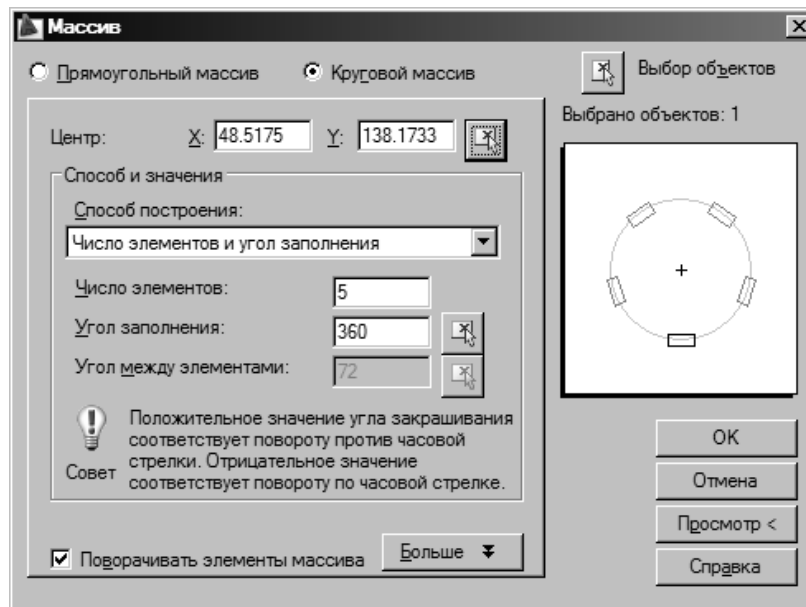 Массив
Прямоугольный массив Круговой массив Выбор объектов
Выбрано объектов: 1
Центр: X: 48.5175 Y: 138.1733
Способ и значения
Способ построения:
Число элементов и угол заполнения
Число элементов: 5
Угол заполнения: 360
Угол между элементами: 72
Положительное значение угла закрашивания
соответствует повороту против часовой
стрелки. Отрицательное значение
соответствует повороту по часовой стрелке.
Совет
Поворачивать элементы массива Больше
OK
Отмена
Просмотр <
Справка